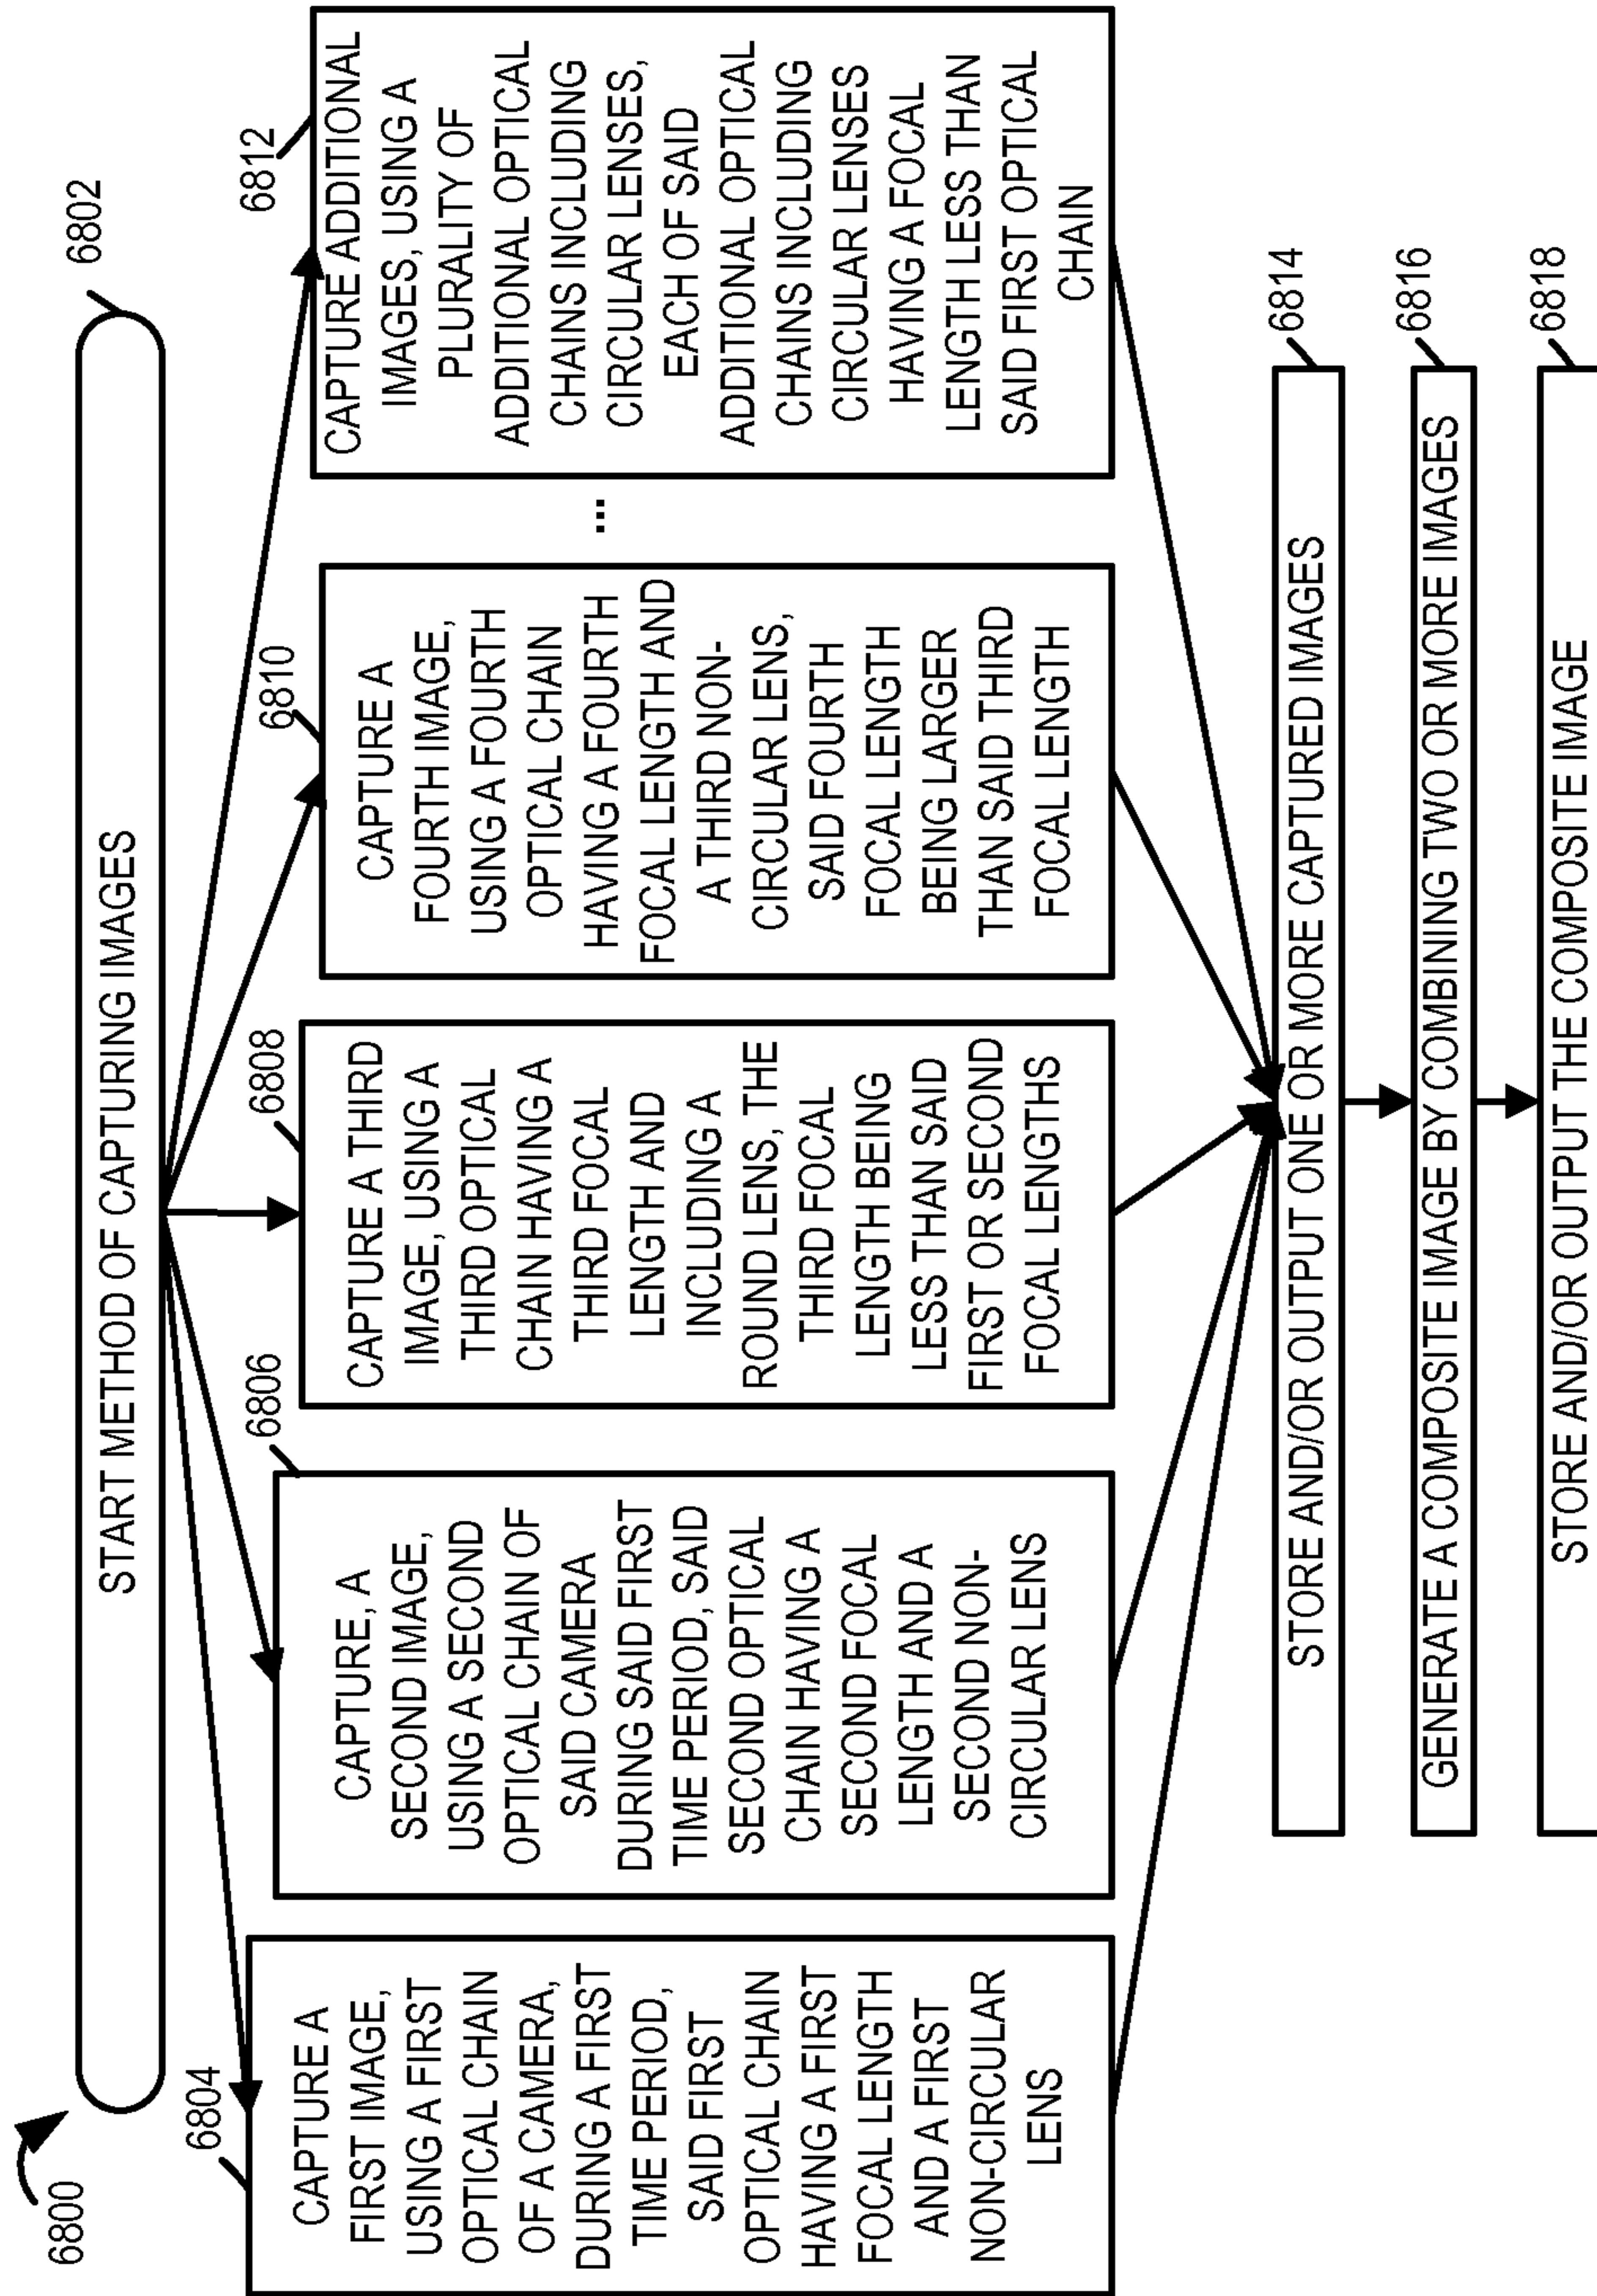 6800
START METHOD OF CAPTURING IMAGES
6802
6804
CAPTURE A
FIRST IMAGE,
USING A FIRST
OPTICAL CHAIN
OF A CAMERA,
DURING A FIRST
TIME PERIOD,
SAID FIRST
OPTICAL CHAIN
HAVING A FIRST
FOCAL LENGTH
AND A FIRST
NON-CIRCULAR
LENS
6806
CAPTURE, A
SECOND IMAGE,
USING A SECOND
OPTICAL CHAIN OF
SAID CAMERA
DURING SAID FIRST
TIME PERIOD, SAID
SECOND OPTICAL
CHAIN HAVING A
SECOND FOCAL
LENGTH AND A
SECOND NON-
CIRCULAR LENS
6808
CAPTURE A THIRD
IMAGE, USING A
THIRD OPTICAL
CHAIN HAVING A
THIRD FOCAL
LENGTH AND
INCLUDING A
ROUND LENS, THE
THIRD FOCAL
LENGTH BEING
LESS THAN SAID
FIRST OR SECOND
FOCAL LENGTHS
6810
CAPTURE A
FOURTH IMAGE,
USING A FOURTH
OPTICAL CHAIN
HAVING A FOURTH
FOCAL LENGTH AND
A THIRD NON-
CIRCULAR LENS,
SAID FOURTH
FOCAL LENGTH
BEING LARGER
THAN SAID THIRD
FOCAL LENGTH
...
6812
CAPTURE ADDITIONAL
IMAGES, USING A
PLURALITY OF
ADDITIONAL OPTICAL
CHAINS INCLUDING
CIRCULAR LENSES,
EACH OF SAID
ADDITIONAL OPTICAL
CHAINS INCLUDING
CIRCULAR LENSES
HAVING A FOCAL
LENGTH LESS THAN
SAID FIRST OPTICAL
CHAIN
STORE AND/OR OUTPUT ONE OR MORE CAPTURED IMAGES
6814
GENERATE A COMPOSITE IMAGE BY COMBINING TWO OR MORE IMAGES
6816
STORE AND/OR OUTPUT THE COMPOSITE IMAGE
6818